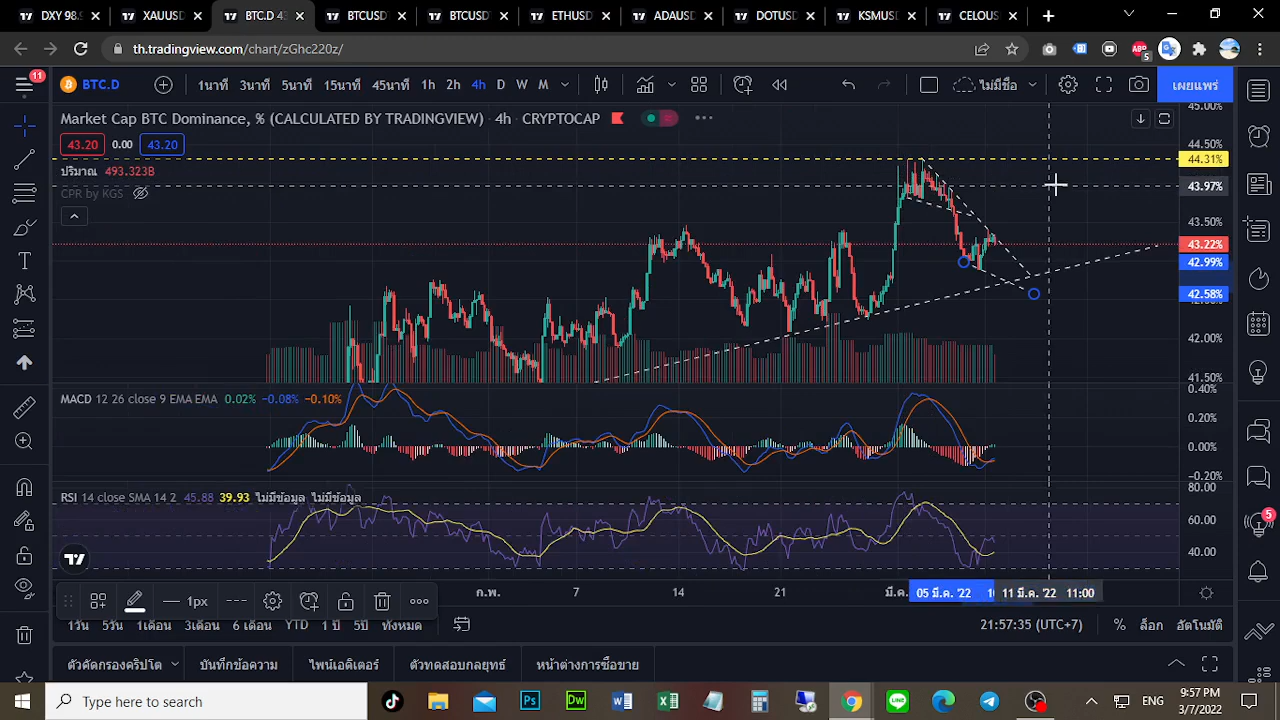 DXY 98.9
XAUUSD
BTC.D 43
BTCUSD
BTCUSDT
ETHUSDT
ADAUSDT
DOTUSDT
KSMUSDT
CELOUSD
th.tradingview.com/chart/zGhc220z/
ABP
5
11
BTC.D
1นาที 3นาที 5นาที 15นาที 45นาที 1h 2h 4h D W M
ไม่มีชื่อ
เผยแพร่
Market Cap BTC Dominance, % (CALCULATED BY TRADINGVIEW) · 4h · CRYPTOCAP
43.20 0.00 43.20
ปริมาณ 493.323B
CPR by KGS
45.00%
44.50%
44.31%
43.97%
43.50%
43.22%
42.99%
42.58%
42.00%
41.50%
MACD 12 26 close 9 EMA EMA 0.02% −0.08% −0.10%
0.40%
0.20%
0.00%
−0.20%
RSI 14 close SMA 14 2 45.88 39.93 ไม่มีข้อมูล ไม่มีข้อมูล
80.00
60.00
40.00
ก.พ. 7 14 21 มี.ค. 05 มี.ค. '22 11 มี.ค. '22 11:00
1px
1วัน 5วัน 1เดือน 3เดือน 6 เดือน YTD 1 ปี 5ปี ทั้งหมด
21:57:35 (UTC+7) % ล็อก อัตโนมัติ
ตัวคัดกรองคริปโต บันทึกข้อความ ไพน์เอดิเตอร์ ตัวทดสอบกลยุทธ์ หน้าต่างการซื้อขาย
5
Type here to search
Ps
Dw
LINE
ENG
9:57 PM
3/7/2022